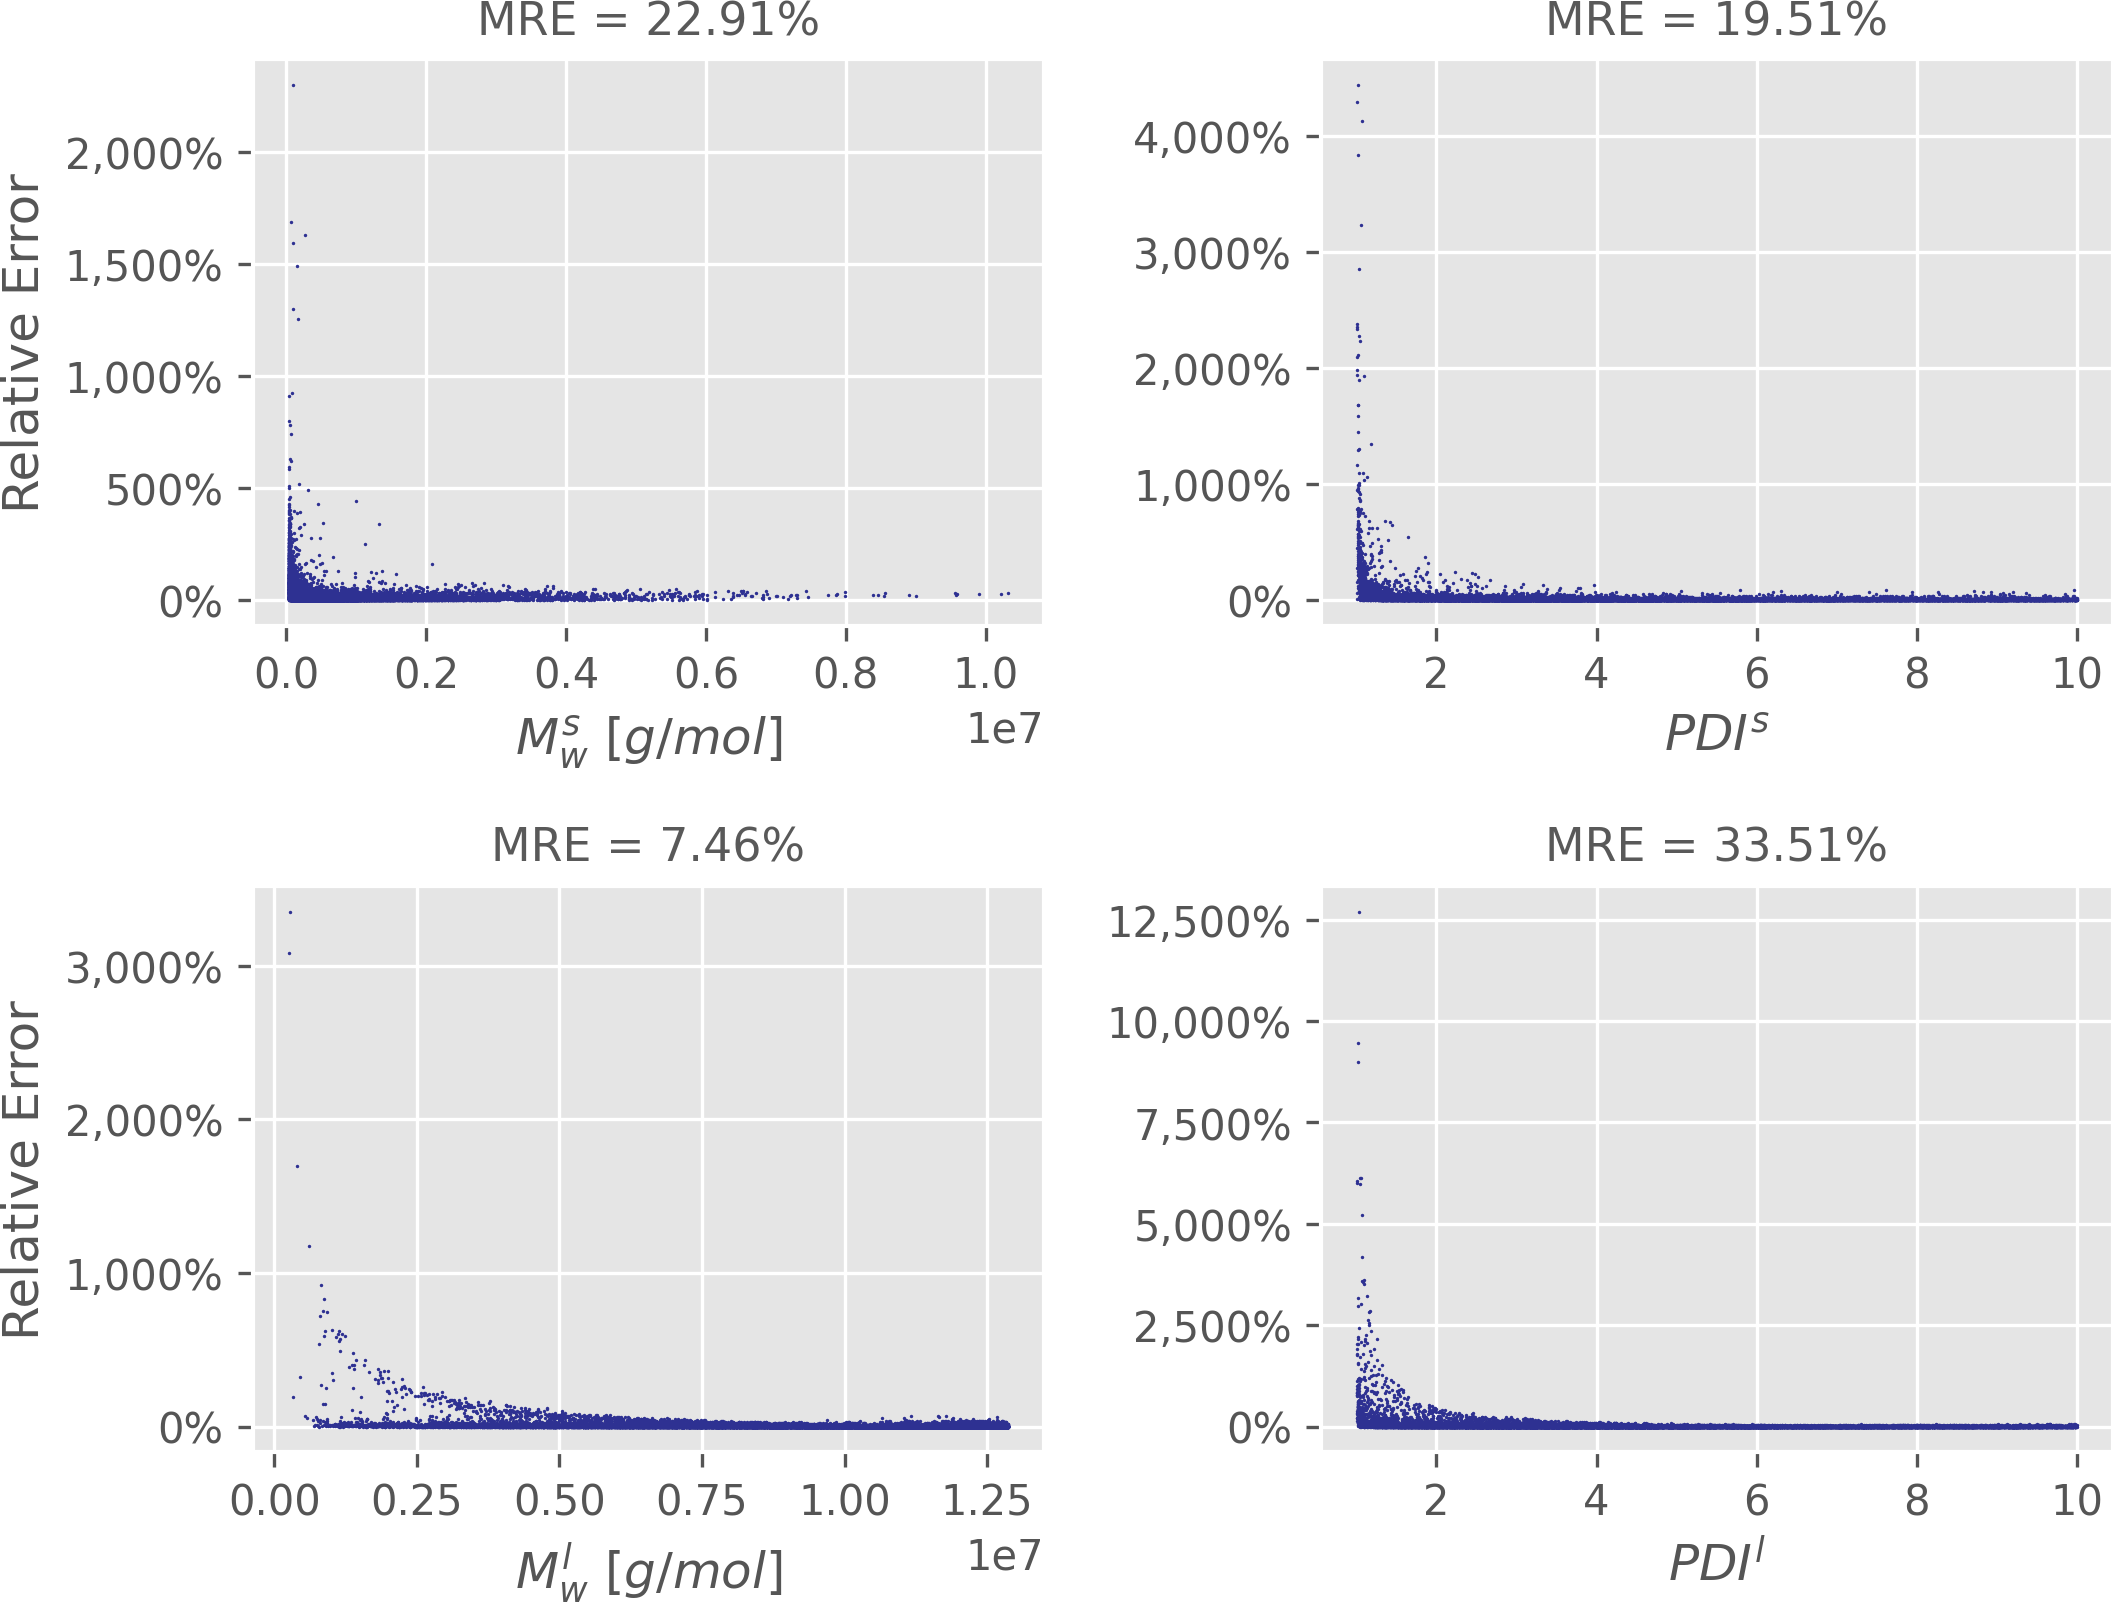 MRE = 22.91%
Relative Error
2,000%
1,500%
1,000%
500%
0%
0.0 0.2 0.4 0.6 0.8 1.0
1e7
M_w^s [g/mol]
MRE = 19.51%
4,000%
3,000%
2,000%
1,000%
0%
2 4 6 8 10
PDI^s
MRE = 7.46%
Relative Error
3,000%
2,000%
1,000%
0%
0.00 0.25 0.50 0.75 1.00 1.25
1e7
M_w^l [g/mol]
MRE = 33.51%
12,500%
10,000%
7,500%
5,000%
2,500%
0%
2 4 6 8 10
PDI^l